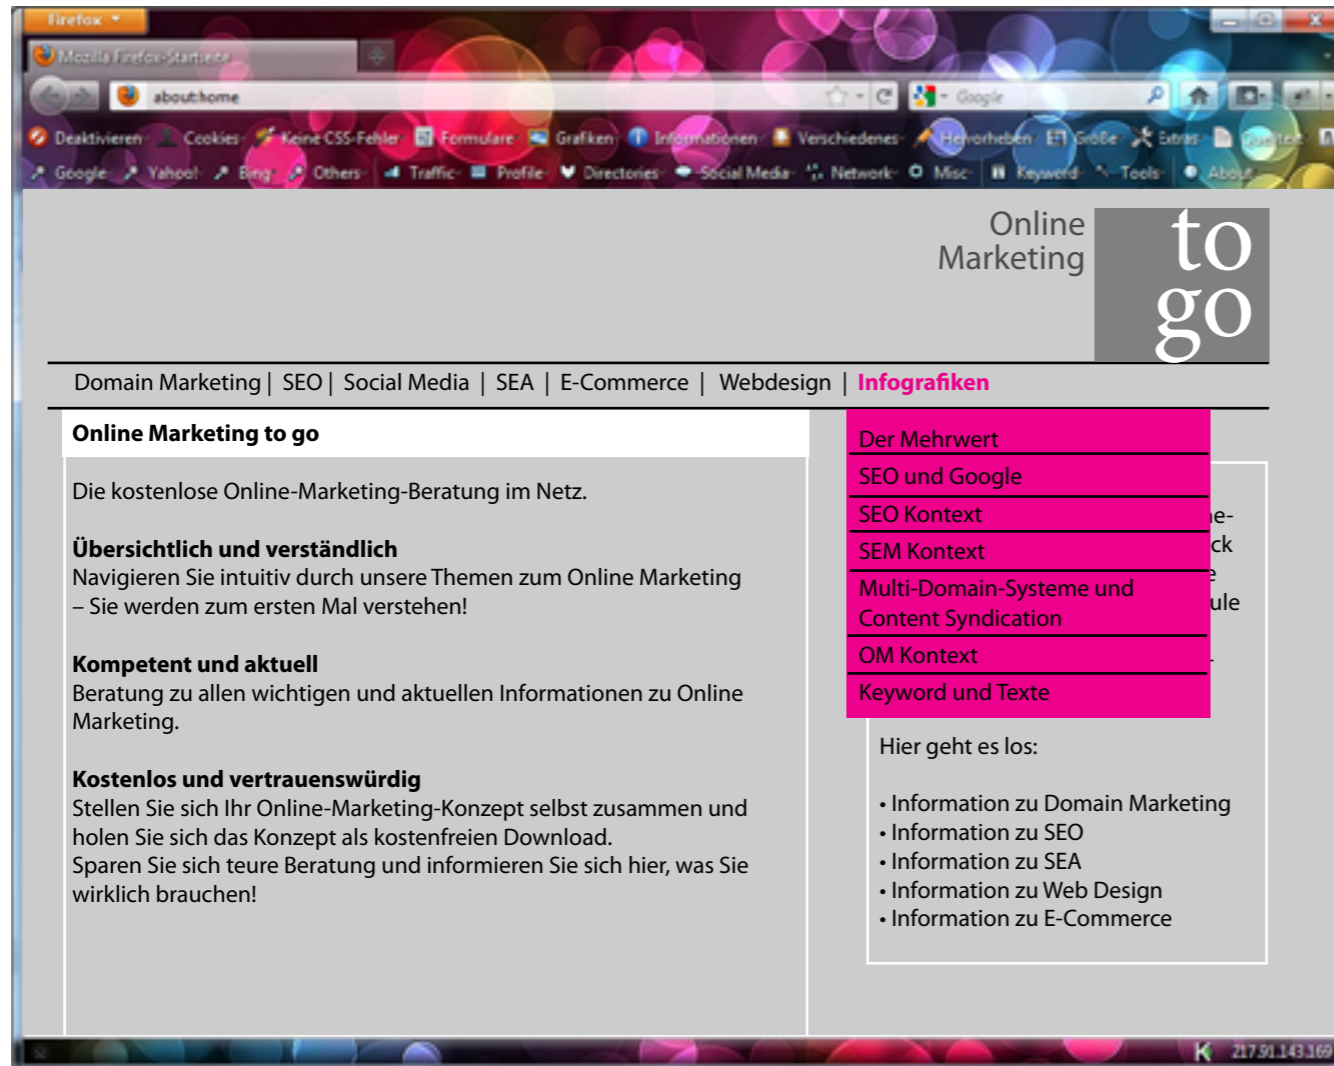 Firefox
Mozilla Firefox-Startseite
about:home
Google
Deaktivieren Cookies Keine CSS-Fehler Formulare Grafiken Informationen Verschiedenes Hervorheben Größe Extras Quelltext
Google Yahoo! Bing Others Traffic Profile Directories Social Media Network Misc Keyword Tools About
Online
Marketing
to
go
Domain Marketing | SEO | Social Media | SEA | E-Commerce | Webdesign | Infografiken
Online Marketing to go
Die kostenlose Online-Marketing-Beratung im Netz.
Übersichtlich und verständlich
Navigieren Sie intuitiv durch unsere Themen zum Online Marketing
– Sie werden zum ersten Mal verstehen!
Kompetent und aktuell
Beratung zu allen wichtigen und aktuellen Informationen zu Online
Marketing.
Kostenlos und vertrauenswürdig
Stellen Sie sich Ihr Online-Marketing-Konzept selbst zusammen und
holen Sie sich das Konzept als kostenfreien Download.
Sparen Sie sich teure Beratung und informieren Sie sich hier, was Sie
wirklich brauchen!
Der Mehrwert
SEO und Google
SEO Kontext
SEM Kontext
Multi-Domain-Systeme und
Content Syndication
OM Kontext
Keyword und Texte
Hier geht es los:
• Information zu Domain Marketing
• Information zu SEO
• Information zu SEA
• Information zu Web Design
• Information zu E-Commerce
217.91.143.169